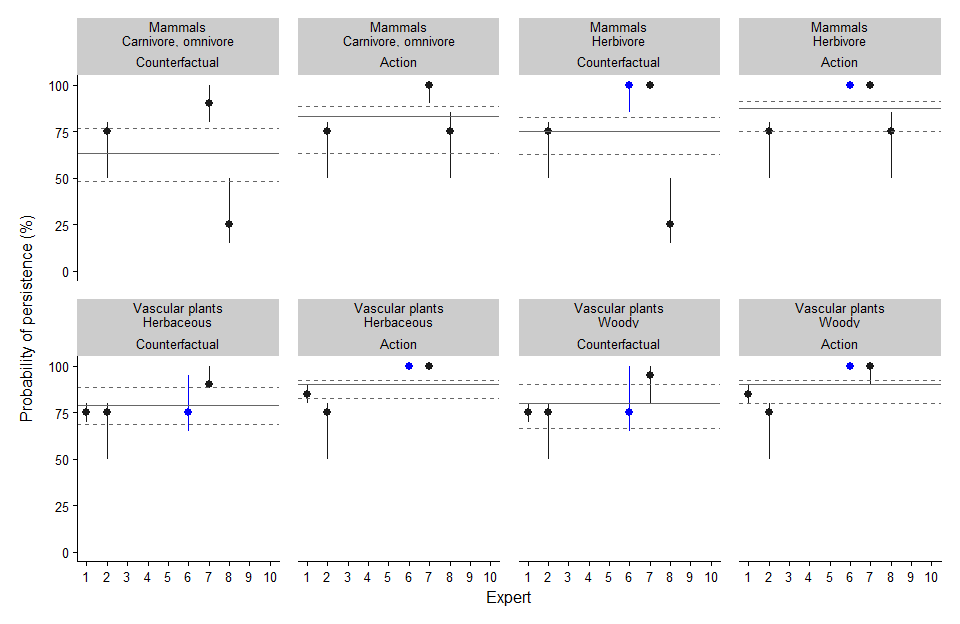 Mammals
Carnivore, omnivore
Counterfactual
Mammals
Carnivore, omnivore
Action
Mammals
Herbivore
Counterfactual
Mammals
Herbivore
Action
100
75
50
25
0
Probability of persistence (%)
Vascular plants
Herbaceous
Counterfactual
Vascular plants
Herbaceous
Action
Vascular plants
Woody
Counterfactual
Vascular plants
Woody
Action
100
75
50
25
0
1 2 3 4 5 6 7 8 9 10
1 2 3 4 5 6 7 8 9 10
1 2 3 4 5 6 7 8 9 10
1 2 3 4 5 6 7 8 9 10
Expert